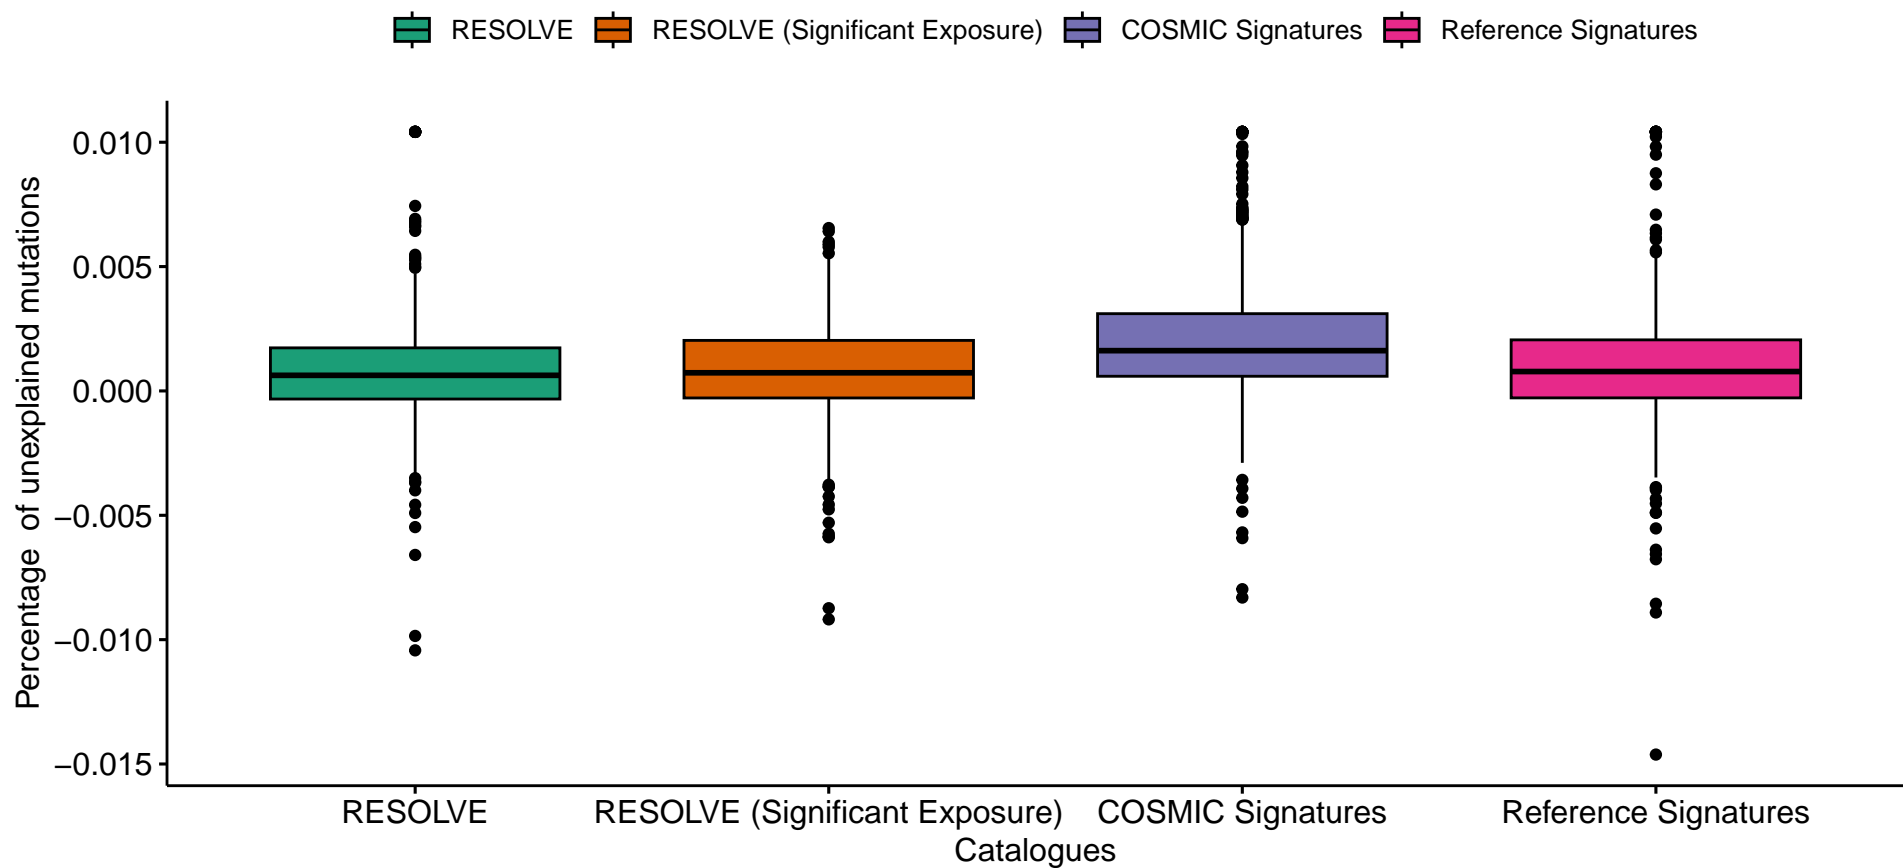 RESOLVE RESOLVE (Significant Exposure) COSMIC Signatures Reference Signatures
Percentage of unexplained mutations
0.010
0.005
0.000
−0.005
−0.010
−0.015
RESOLVE RESOLVE (Significant Exposure) COSMIC Signatures Reference Signatures
Catalogues